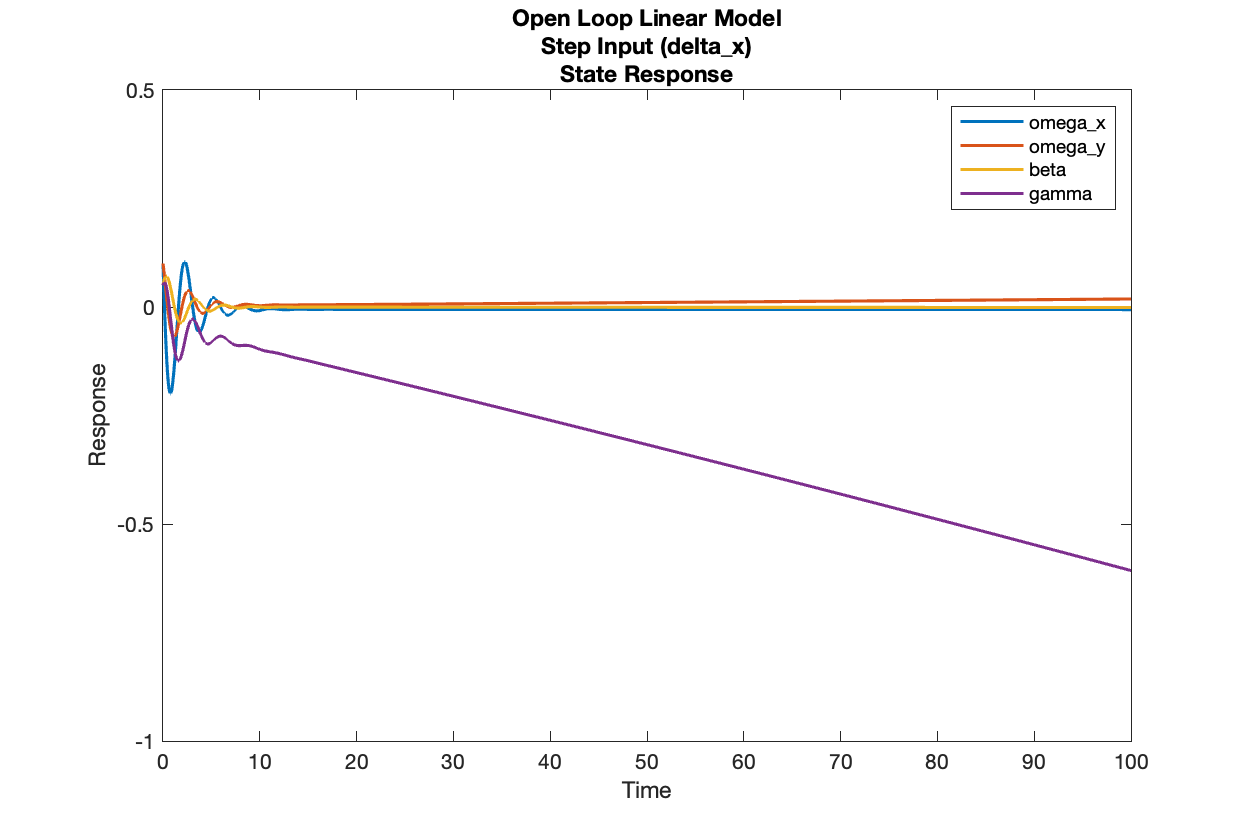 Open Loop Linear Model
Step Input (delta_x)
State Response
0.5
0
-0.5
-1
Response
omega_x
omega_y
beta
gamma
0 10 20 30 40 50 60 70 80 90 100
Time